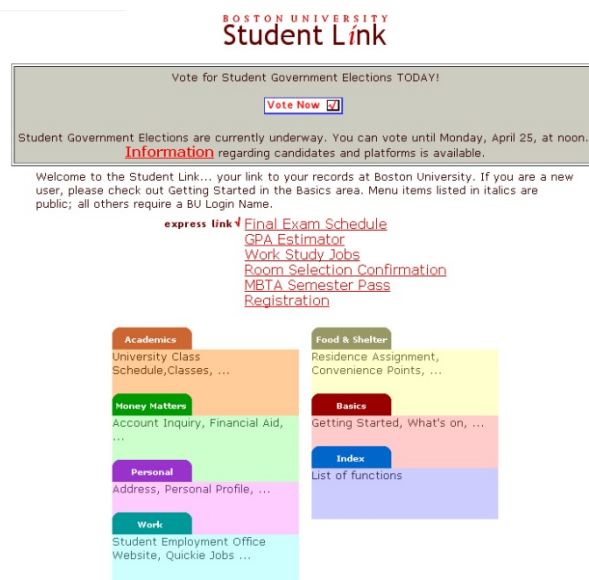 BOSTON UNIVERSITY
Student Link
Vote for Student Government Elections TODAY!
Vote Now
Student Government Elections are currently underway. You can vote until Monday, April 25, at noon.
Information regarding candidates and platforms is available.
Welcome to the Student Link... your link to your records at Boston University. If you are a new
user, please check out Getting Started in the Basics area. Menu items listed in italics are
public; all others require a BU Login Name.
express link Final Exam Schedule
GPA Estimator
Work Study Jobs
Room Selection Confirmation
MBTA Semester Pass
Registration
Academics
University Class
Schedule,Classes, ...
Money Matters
Account Inquiry, Financial Aid,
...
Personal
Address, Personal Profile, ...
Work
Student Employment Office
Website, Quickie Jobs ...
Food & Shelter
Residence Assignment,
Convenience Points, ...
Basics
Getting Started, What's on, ...
Index
List of functions